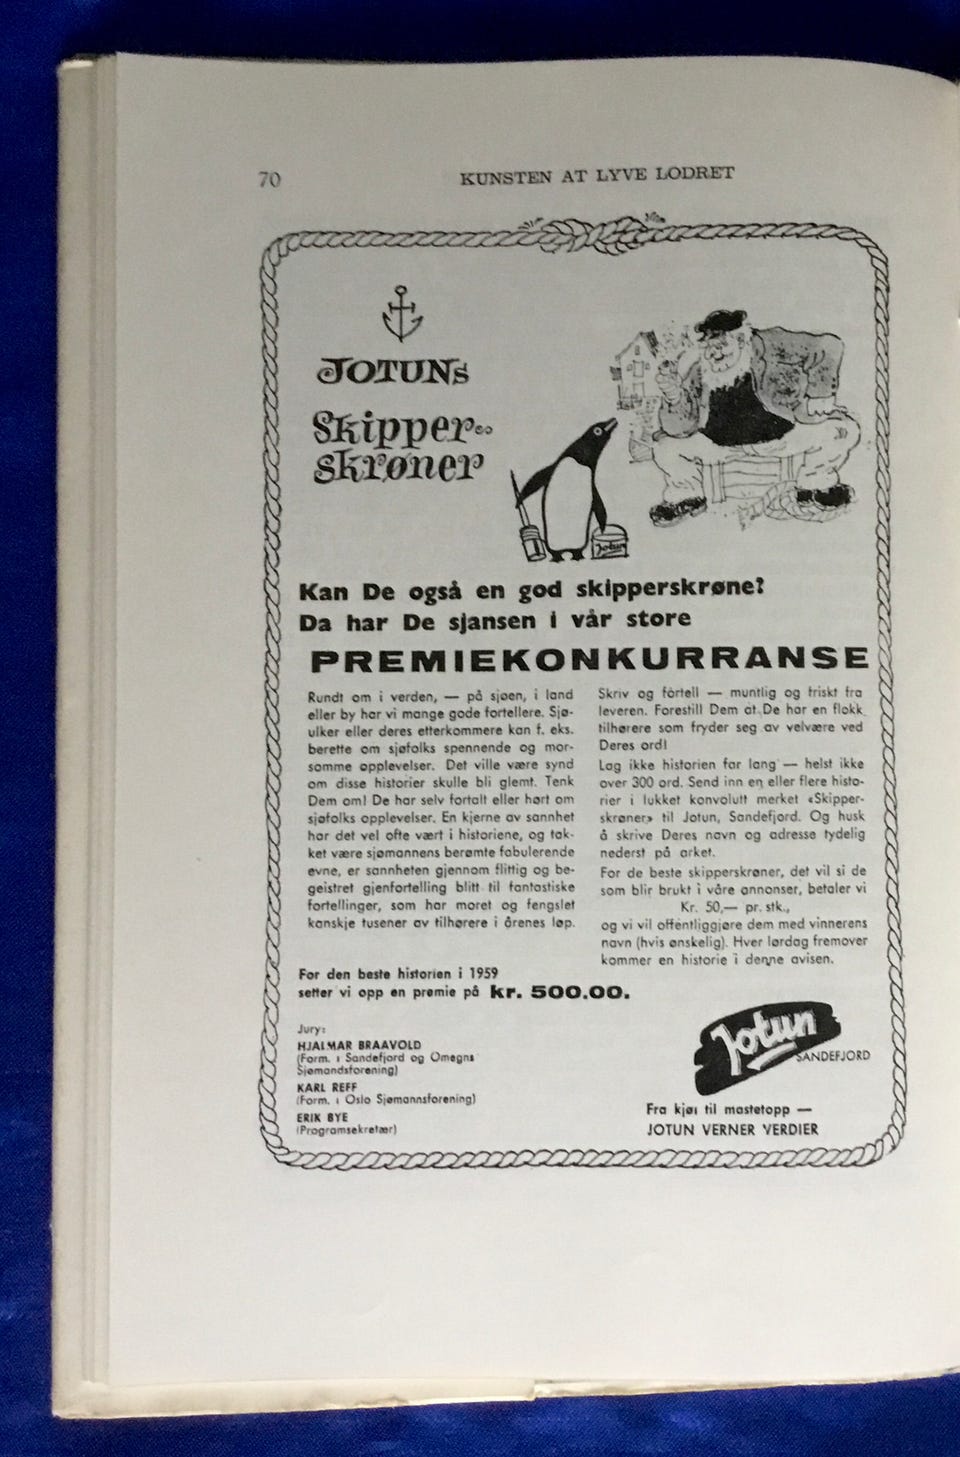 70
KUNSTEN AT LYVE LODRET
JOTUNs
Skipper
skrøner
Jotun
Kan De også en god skipperskrøne?
Da har De sjansen i vår store
PREMIEKONKURRANSE
Rundt om i verden, — på sjøen, i land
eller by har vi mange gode fortellere. Sjø-
ulker eller deres etterkommere kan f. eks.
berette om sjøfolks spennende og mor-
somme opplevelser. Det ville være synd
om disse historier skulle bli glemt. Tenk
Dem om! De har selv fortalt eller hørt om
sjøfolks opplevelser. En kjerne av sannhet
har det vel ofte vært i historiene, og tak-
ket være sjømannens berømte fabulerende
evne, er sannheten gjennom flittig og be-
geistret gjenfortelling blitt til fantastiske
fortellinger, som har moret og fengslet
kanskje tusener av tilhørere i årenes løp.
Skriv og fortell — muntlig og friskt fra
leveren. Forestill Dem at De har en flokk
tilhørere som fryder seg av velvære ved
Deres ord!
Lag ikke historien for lang — helst ikke
over 300 ord. Send inn en eller flere histo-
rier i lukket konvolutt merket «Skipper-
skrøner» til Jotun, Sandefjord. Og husk
å skrive Deres navn og adresse tydelig
nederst på arket.
For de beste skipperskrøner, det vil si de
som blir brukt i våre annonser, betaler vi
Kr. 50,— pr. stk.,
og vi vil offentliggjøre dem med vinnerens
navn (hvis ønskelig). Hver lørdag fremover
kommer en historie i denne avisen.
For den beste historien i 1959
setter vi opp en premie på kr. 500.00.
Jury:
HJALMAR BRAAVOLD
(Form. i Sandefjord og Omegns
Sjømandsforening)
KARL REFF
(Form. i Oslo Sjømannsforening)
ERIK BYE
(Programsekretær)
Jotun
SANDEFJORD
Fra kjøl til mastetopp —
JOTUN VERNER VERDIER